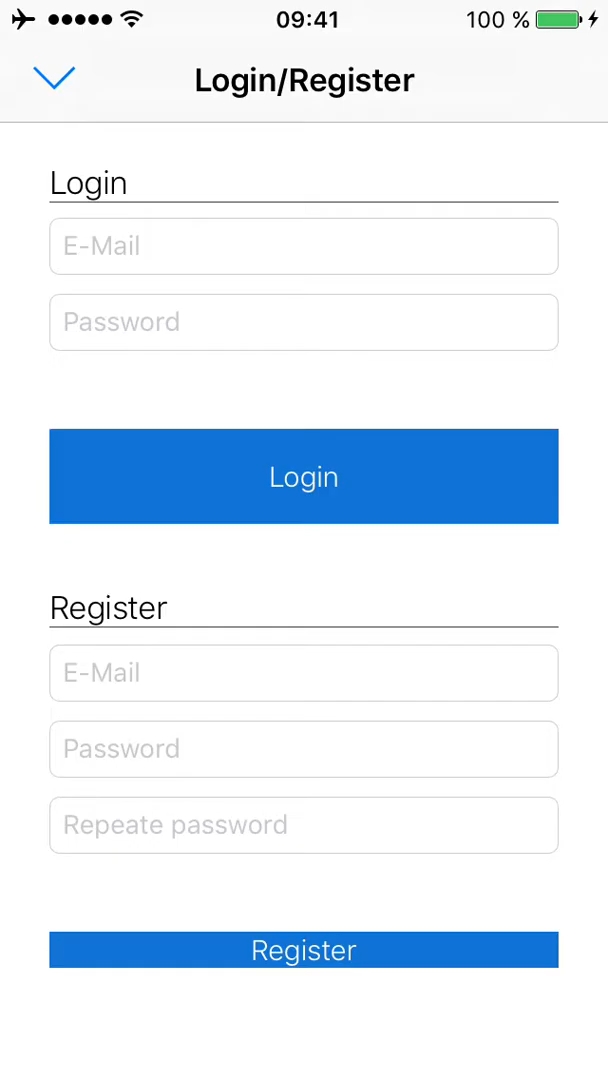 09:41
100 %
Login/Register
Login
E-Mail
Password
Login
Register
E-Mail
Password
Repeate password
Register